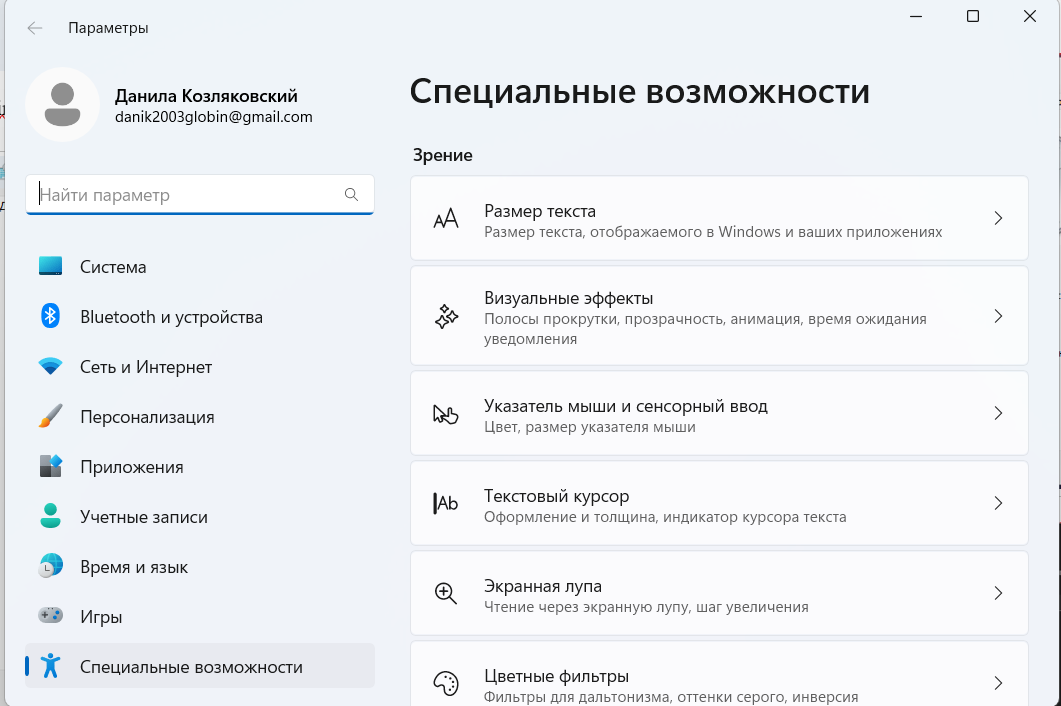 Параметры
Данила Козляковский
danik2003globin@gmail.com
Найти параметр
Система
Bluetooth и устройства
Сеть и Интернет
Персонализация
Приложения
Учетные записи
Время и язык
Игры
Специальные возможности
Специальные возможности
Зрение
Размер текста
Размер текста, отображаемого в Windows и ваших приложениях
Визуальные эффекты
Полосы прокрутки, прозрачность, анимация, время ожидания
уведомления
Указатель мыши и сенсорный ввод
Цвет, размер указателя мыши
Текстовый курсор
Оформление и толщина, индикатор курсора текста
Экранная лупа
Чтение через экранную лупу, шаг увеличения
Цветные фильтры
Фильтры для дальтонизма, оттенки серого, инверсия